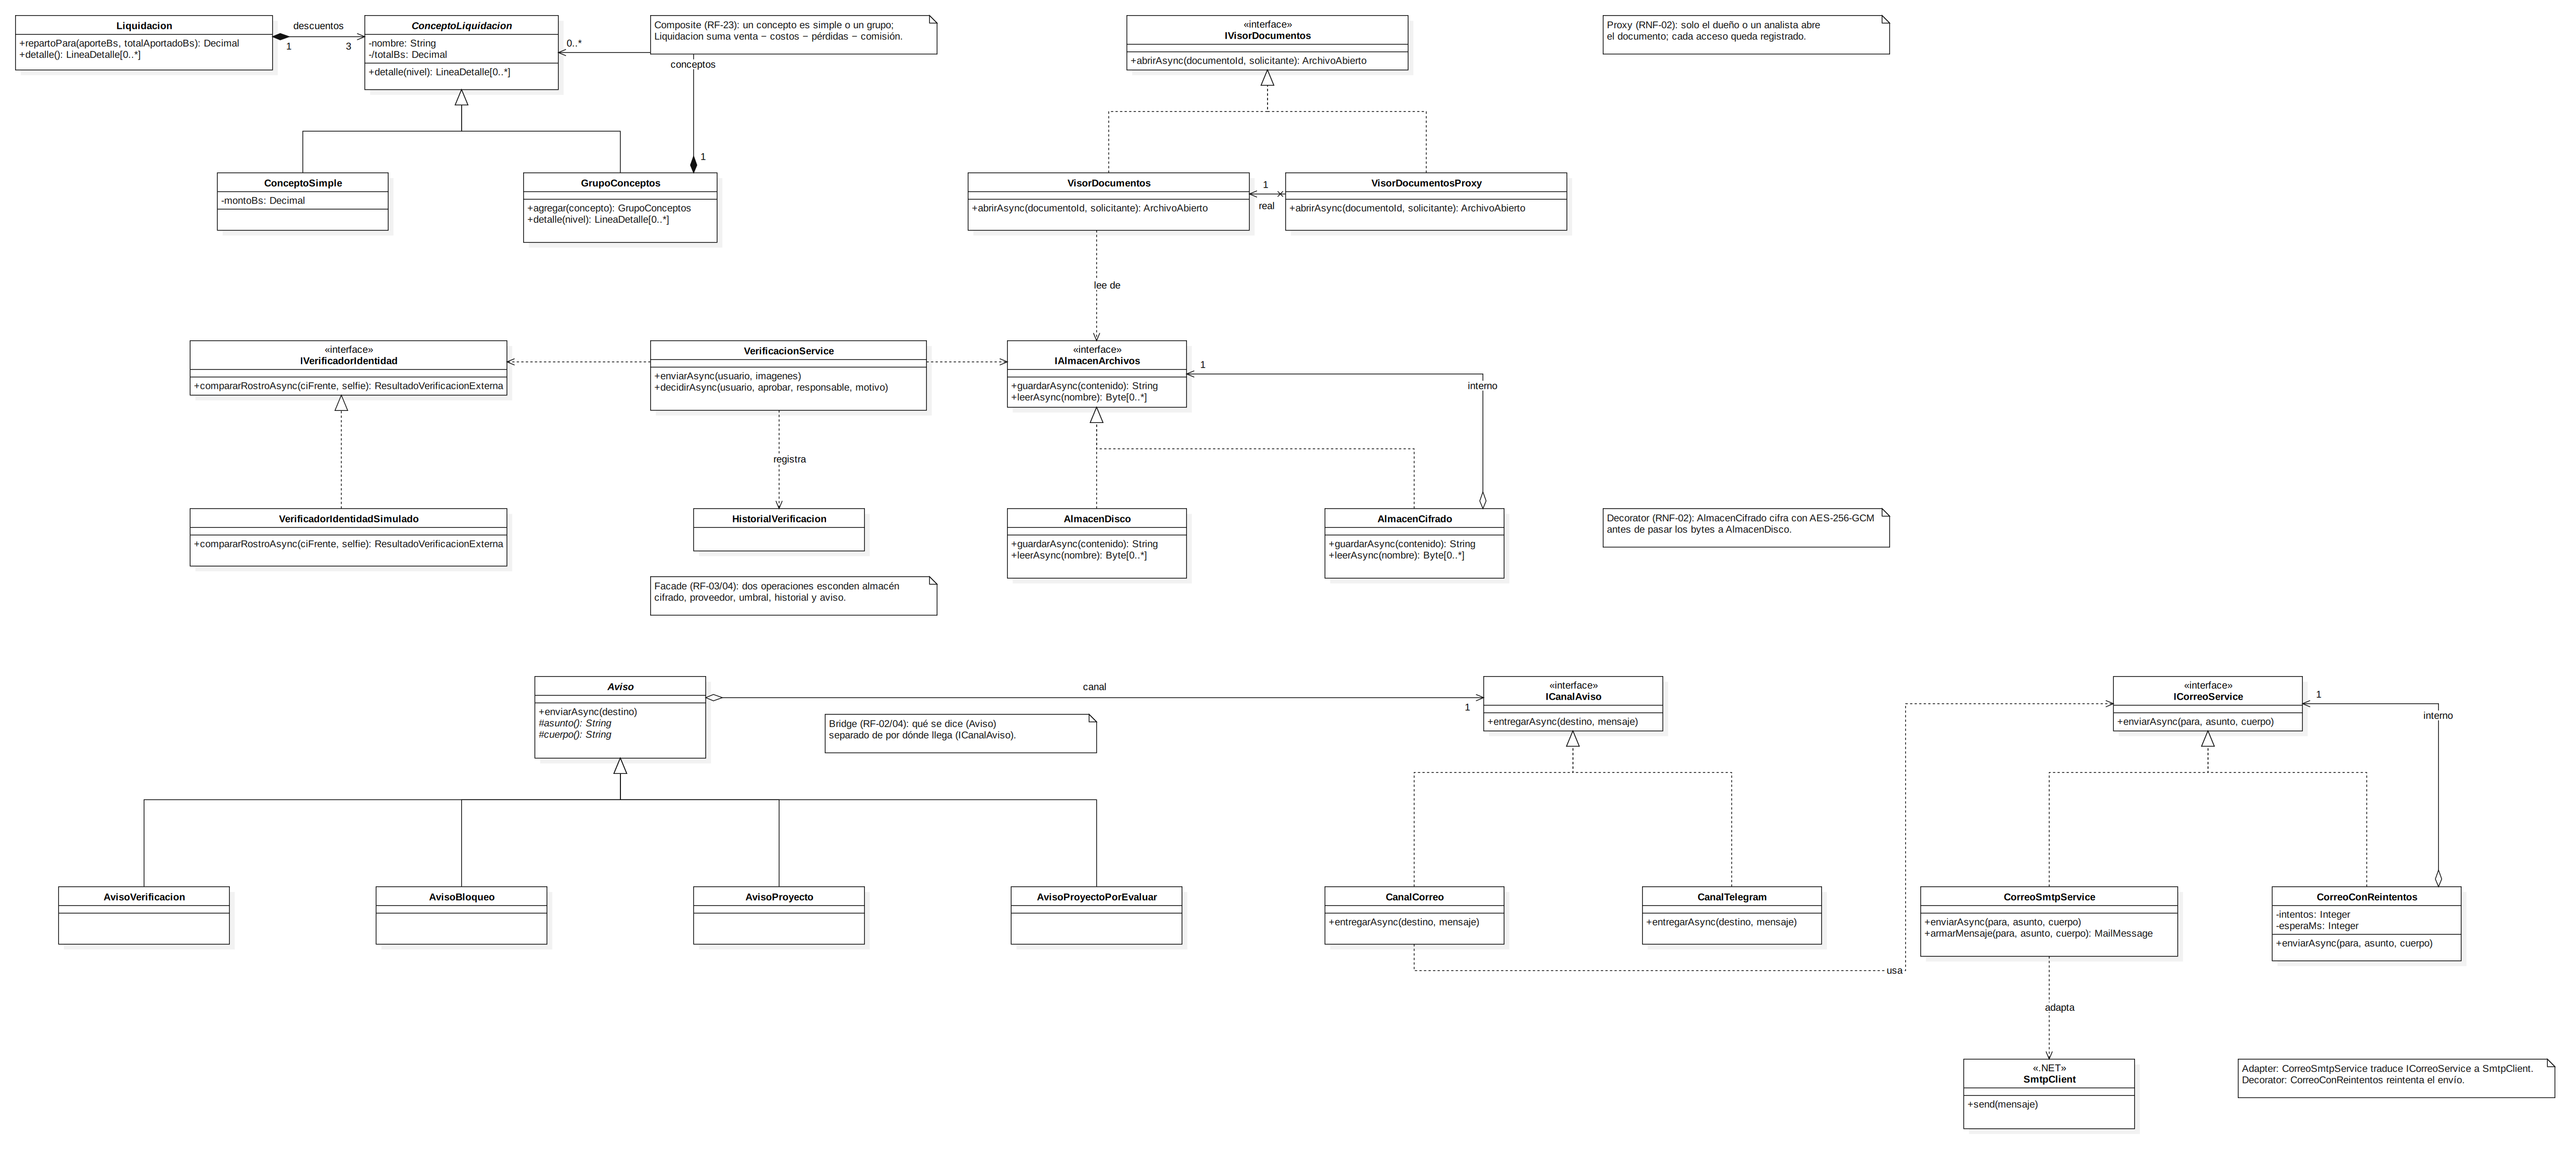 Liquidacion
+repartoPara(aporteBs, totalAportadoBs): Decimal
+detalle(): LineaDetalle[0..*]
descuentos
1
3
ConceptoLiquidacion
-nombre: String
-/totalBs: Decimal
+detalle(nivel): LineaDetalle[0..*]
0..*
Composite (RF-23): un concepto es simple o un grupo;
Liquidacion suma venta − costos − pérdidas − comisión.
conceptos
1
«interface»
IVisorDocumentos
+abrirAsync(documentoId, solicitante): ArchivoAbierto
Proxy (RNF-02): solo el dueño o un analista abre
el documento; cada acceso queda registrado.
ConceptoSimple
-montoBs: Decimal
GrupoConceptos
+agregar(concepto): GrupoConceptos
+detalle(nivel): LineaDetalle[0..*]
VisorDocumentos
+abrirAsync(documentoId, solicitante): ArchivoAbierto
1
real
VisorDocumentosProxy
+abrirAsync(documentoId, solicitante): ArchivoAbierto
lee de
«interface»
IVerificadorIdentidad
+compararRostroAsync(ciFrente, selfie): ResultadoVerificacionExterna
VerificacionService
+enviarAsync(usuario, imagenes)
+decidirAsync(usuario, aprobar, responsable, motivo)
«interface»
IAlmacenArchivos
+guardarAsync(contenido): String
+leerAsync(nombre): Byte[0..*]
1
interno
registra
VerificadorIdentidadSimulado
+compararRostroAsync(ciFrente, selfie): ResultadoVerificacionExterna
HistorialVerificacion
AlmacenDisco
+guardarAsync(contenido): String
+leerAsync(nombre): Byte[0..*]
AlmacenCifrado
+guardarAsync(contenido): String
+leerAsync(nombre): Byte[0..*]
Decorator (RNF-02): AlmacenCifrado cifra con AES-256-GCM
antes de pasar los bytes a AlmacenDisco.
Facade (RF-03/04): dos operaciones esconden almacén
cifrado, proveedor, umbral, historial y aviso.
Aviso
+enviarAsync(destino)
#asunto(): String
#cuerpo(): String
canal
1
Bridge (RF-02/04): qué se dice (Aviso)
separado de por dónde llega (ICanalAviso).
«interface»
ICanalAviso
+entregarAsync(destino, mensaje)
«interface»
ICorreoService
+enviarAsync(para, asunto, cuerpo)
1
interno
AvisoVerificacion
AvisoBloqueo
AvisoProyecto
AvisoProyectoPorEvaluar
CanalCorreo
+entregarAsync(destino, mensaje)
CanalTelegram
+entregarAsync(destino, mensaje)
CorreoSmtpService
+enviarAsync(para, asunto, cuerpo)
+armarMensaje(para, asunto, cuerpo): MailMessage
CorreoConReintentos
-intentos: Integer
-esperaMs: Integer
+enviarAsync(para, asunto, cuerpo)
usa
adapta
«.NET»
SmtpClient
+send(mensaje)
Adapter: CorreoSmtpService traduce ICorreoService a SmtpClient.
Decorator: CorreoConReintentos reintenta el envío.